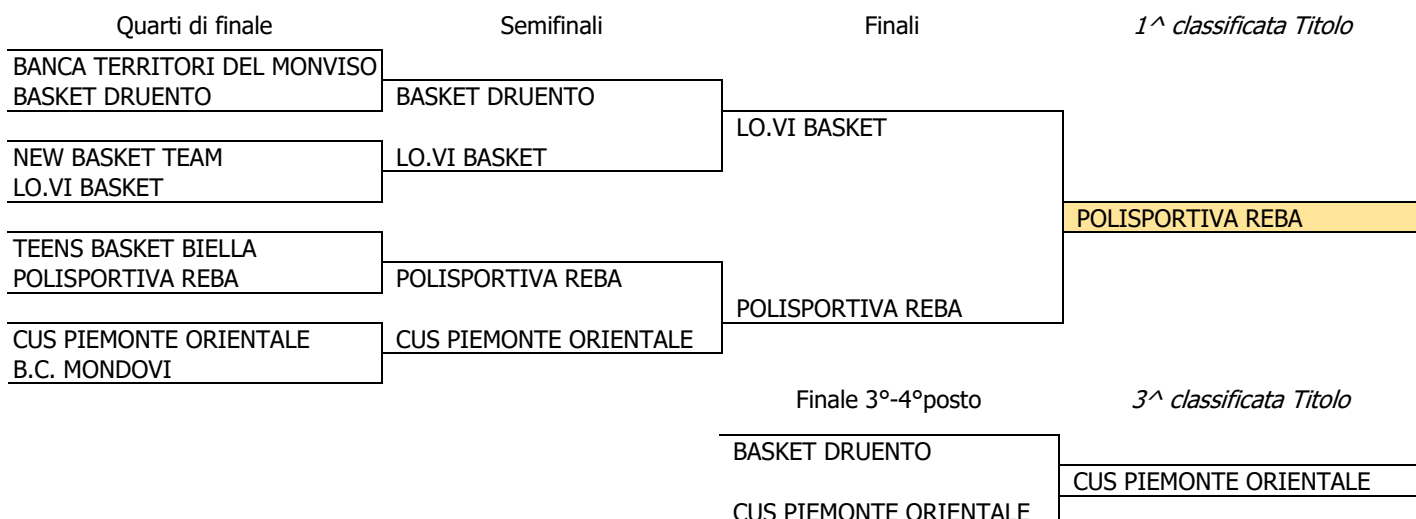 Quarti di finale Semifinali Finali 1^ classificata Titolo
BANCA TERRITORI DEL MONVISO
BASKET DRUENTO BASKET DRUENTO
LO.VI BASKET
NEW BASKET TEAM LO.VI BASKET
LO.VI BASKET
POLISPORTIVA REBA
TEENS BASKET BIELLA
POLISPORTIVA REBA POLISPORTIVA REBA
POLISPORTIVA REBA
CUS PIEMONTE ORIENTALE CUS PIEMONTE ORIENTALE
B.C. MONDOVI
Finale 3°-4°posto 3^ classificata Titolo
BASKET DRUENTO
CUS PIEMONTE ORIENTALE
CUS PIEMONTE ORIENTALE